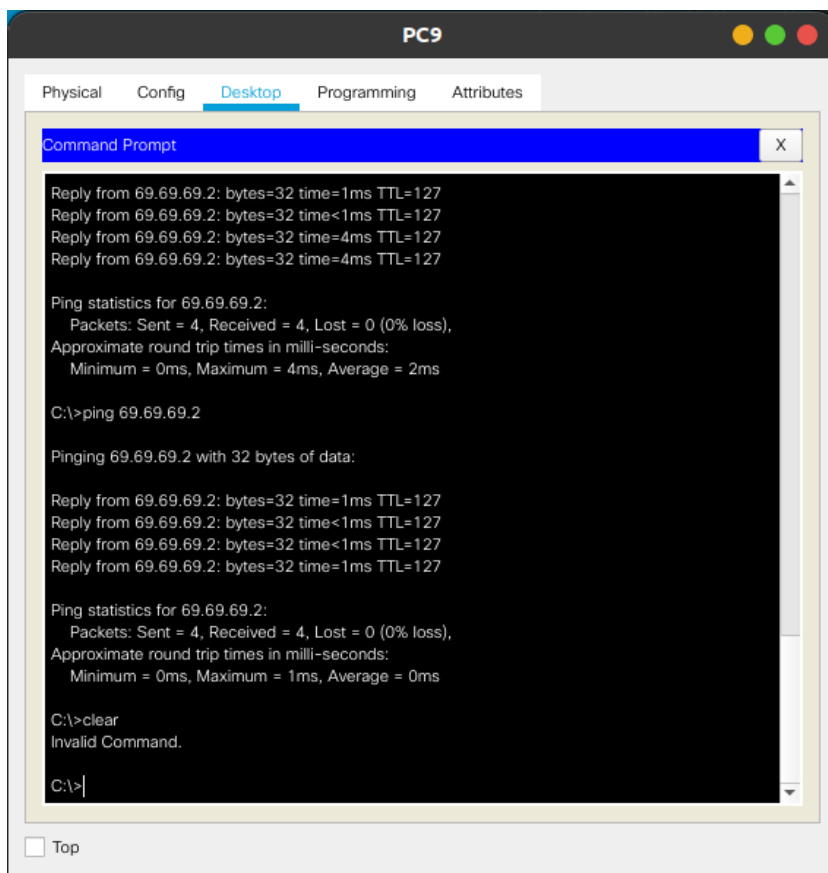 PC9
Physical Config Desktop Programming Attributes
Command Prompt X
Reply from 69.69.69.2: bytes=32 time=1ms TTL=127
Reply from 69.69.69.2: bytes=32 time<1ms TTL=127
Reply from 69.69.69.2: bytes=32 time=4ms TTL=127
Reply from 69.69.69.2: bytes=32 time=4ms TTL=127
Ping statistics for 69.69.69.2:
Packets: Sent = 4, Received = 4, Lost = 0 (0% loss),
Approximate round trip times in milli-seconds:
Minimum = 0ms, Maximum = 4ms, Average = 2ms
C:\>ping 69.69.69.2
Pinging 69.69.69.2 with 32 bytes of data:
Reply from 69.69.69.2: bytes=32 time=1ms TTL=127
Reply from 69.69.69.2: bytes=32 time<1ms TTL=127
Reply from 69.69.69.2: bytes=32 time<1ms TTL=127
Reply from 69.69.69.2: bytes=32 time=1ms TTL=127
Ping statistics for 69.69.69.2:
Packets: Sent = 4, Received = 4, Lost = 0 (0% loss),
Approximate round trip times in milli-seconds:
Minimum = 0ms, Maximum = 1ms, Average = 0ms
C:\>clear
Invalid Command.
C:\>
Top